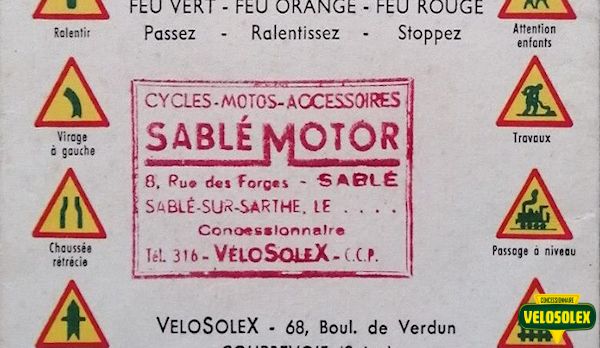 FEU VERT - FEU ORANGE - FEU ROUGE
Passez - Ralentissez - Stoppez
Ralentir
Attention
enfants
CYCLES-MOTOS-ACCESSOIRES
SABLÉ MOTOR
8, Rue des Forges - SABLÉ
SABLÉ-SUR-SARTHE, LE . . . .
Concessionnaire
Tél. 316 - VÉLOSOLEX - C.C.P.
Virage
à gauche
Travaux
Chaussée
rétrécie
Passage à niveau
VELOSOLEX - 68, Boul. de Verdun
COURBEVOIE (Seine)
CONCESSIONNAIRE
VELOSOLEX